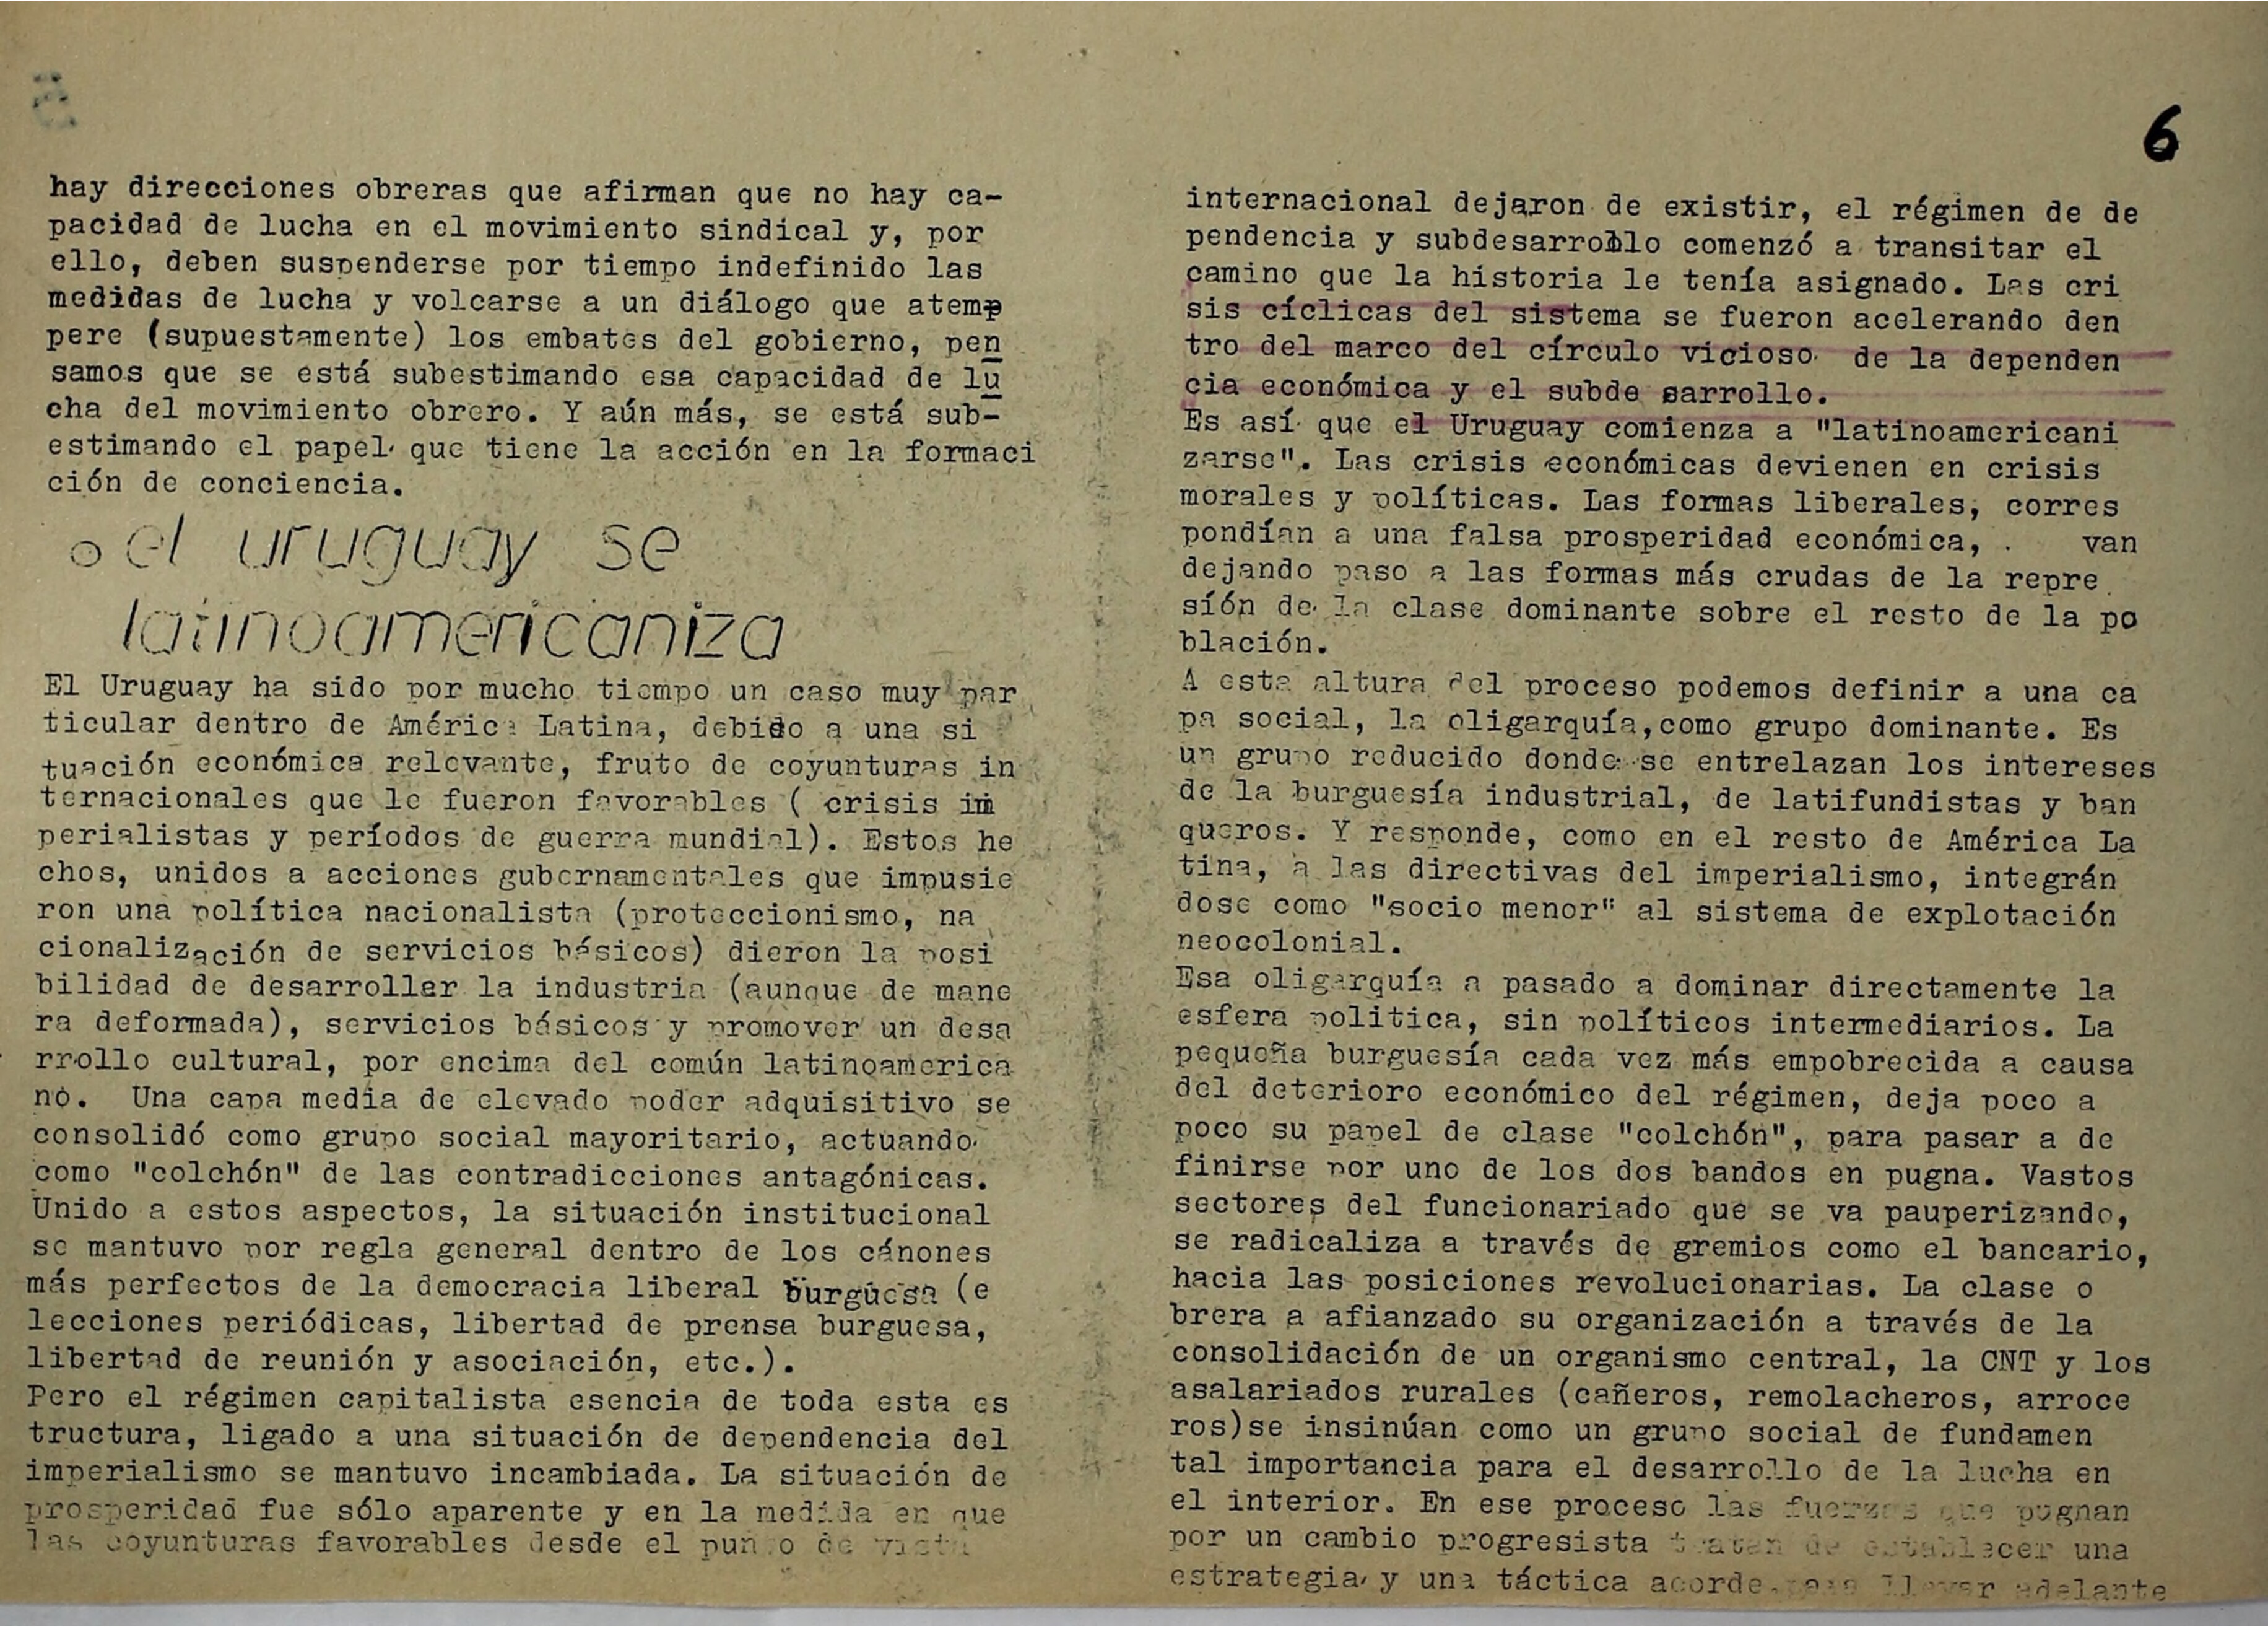 6
hay direcciones obreras que afirman que no hay ca-
pacidad de lucha en el movimiento sindical y, por
ello, deben suspenderse por tiempo indefinido las
medidas de lucha y volcarse a un diálogo que atemp
pere (supuestamente) los embates del gobierno, pen
samos que se está subestimando esa capacidad de lu
cha del movimiento obrero. Y aún más, se está sub-
estimando el papel que tiene la acción en la formaci
ción de conciencia.
o el uruguay se
latinoamericaniza
El Uruguay ha sido por mucho tiempo un caso muy par
ticular dentro de América Latina, debido a una si
tuación económica relevante, fruto de coyunturas in
ternacionales que le fueron favorables ( crisis im
perialistas y períodos de guerra mundial). Estos he
chos, unidos a acciones gubernamentales que impusie
ron una política nacionalista (proteccionismo, na
cionalización de servicios básicos) dieron la posi
bilidad de desarrollar la industria (aunque de mane
ra deformada), servicios básicos y promover un desa
rrollo cultural, por encima del común latinoamerica
no. Una capa media de elevado poder adquisitivo se
consolidó como grupo social mayoritario, actuando
como "colchón" de las contradicciones antagónicas.
Unido a estos aspectos, la situación institucional
se mantuvo por regla general dentro de los cánones
más perfectos de la democracia liberal burguesa (e
lecciones periódicas, libertad de prensa burguesa,
libertad de reunión y asociación, etc.).
Pero el régimen capitalista esencia de toda esta es
tructura, ligado a una situación de dependencia del
imperialismo se mantuvo incambiada. La situación de
prosperidad fue sólo aparente y en la medida en que
las coyunturas favorables desde el punto de vista
internacional dejaron de existir, el régimen de de
pendencia y subdesarrollo comenzó a transitar el
camino que la historia le tenía asignado. Las cri
sis cíclicas del sistema se fueron acelerando den
tro del marco del círculo vicioso de la dependen
cia económica y el subde sarrollo.
Es así que el Uruguay comienza a "latinoamericani
zarse". Las crisis económicas devienen en crisis
morales y políticas. Las formas liberales, corres
pondían a una falsa prosperidad económica, . van
dejando paso a las formas más crudas de la repre
sión de la clase dominante sobre el resto de la po
blación.
A esta altura del proceso podemos definir a una ca
pa social, la oligarquía,como grupo dominante. Es
un grupo reducido donde se entrelazan los intereses
de la burguesía industrial, de latifundistas y ban
queros. Y responde, como en el resto de América La
tina, a las directivas del imperialismo, integrán
dose como "socio menor" al sistema de explotación
neocolonial.
Esa oligarquía a pasado a dominar directamente la
esfera politica, sin políticos intermediarios. La
pequeña burguesía cada vez más empobrecida a causa
del deterioro económico del régimen, deja poco a
poco su papel de clase "colchón", para pasar a de
finirse por uno de los dos bandos en pugna. Vastos
sectores del funcionariado que se va pauperizando,
se radicaliza a través de gremios como el bancario,
hacia las posiciones revolucionarias. La clase o
brera a afianzado su organización a través de la
consolidación de un organismo central, la CNT y los
asalariados rurales (cañeros, remolacheros, arroce
ros)se insinúan como un grupo social de fundamen
tal importancia para el desarrollo de la lucha en
el interior. En ese proceso las fuerzas que pugnan
por un cambio progresista tratan de establecer una
estrategia y una táctica acorde para llevar adelante